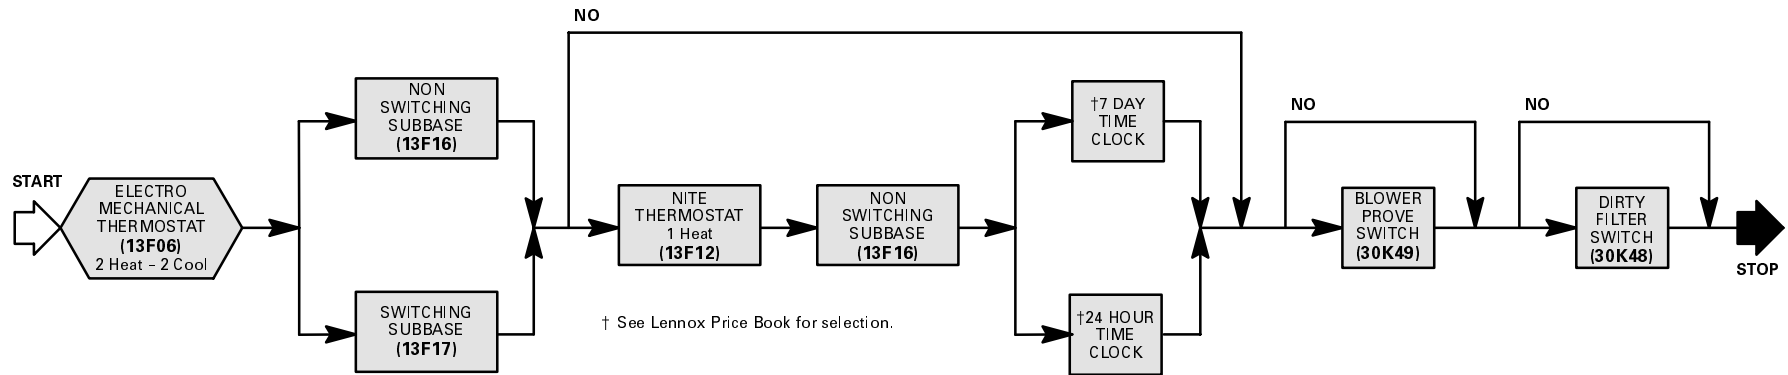 START
ELECTRO
MECHANICAL
THERMOSTAT
(13F06)
2 Heat – 2 Cool
NON
SWITCHING
SUBBASE
(13F16)
SWITCHING
SUBBASE
(13F17)
NO
NITE
THERMOSTAT
1 Heat
(13F12)
NON
SWITCHING
SUBBASE
(13F16)
†7 DAY
TIME
CLOCK
†24 HOUR
TIME
CLOCK
† See Lennox Price Book for selection.
NO
BLOWER
PROVE
SWITCH
(30K49)
NO
DIRTY
FILTER
SWITCH
(30K48)
STOP